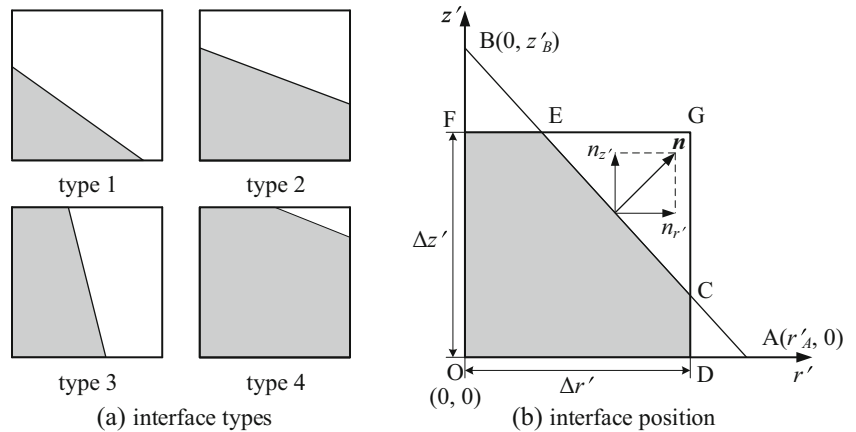 type 1
type 2
type 3
type 4
(a) interface types
z′
B(0, z′B)
F
E
G
nz′
n
nr′
Δz′
C
A(r′A, 0)
O
(0, 0)
Δr′
D
r′
(b) interface position